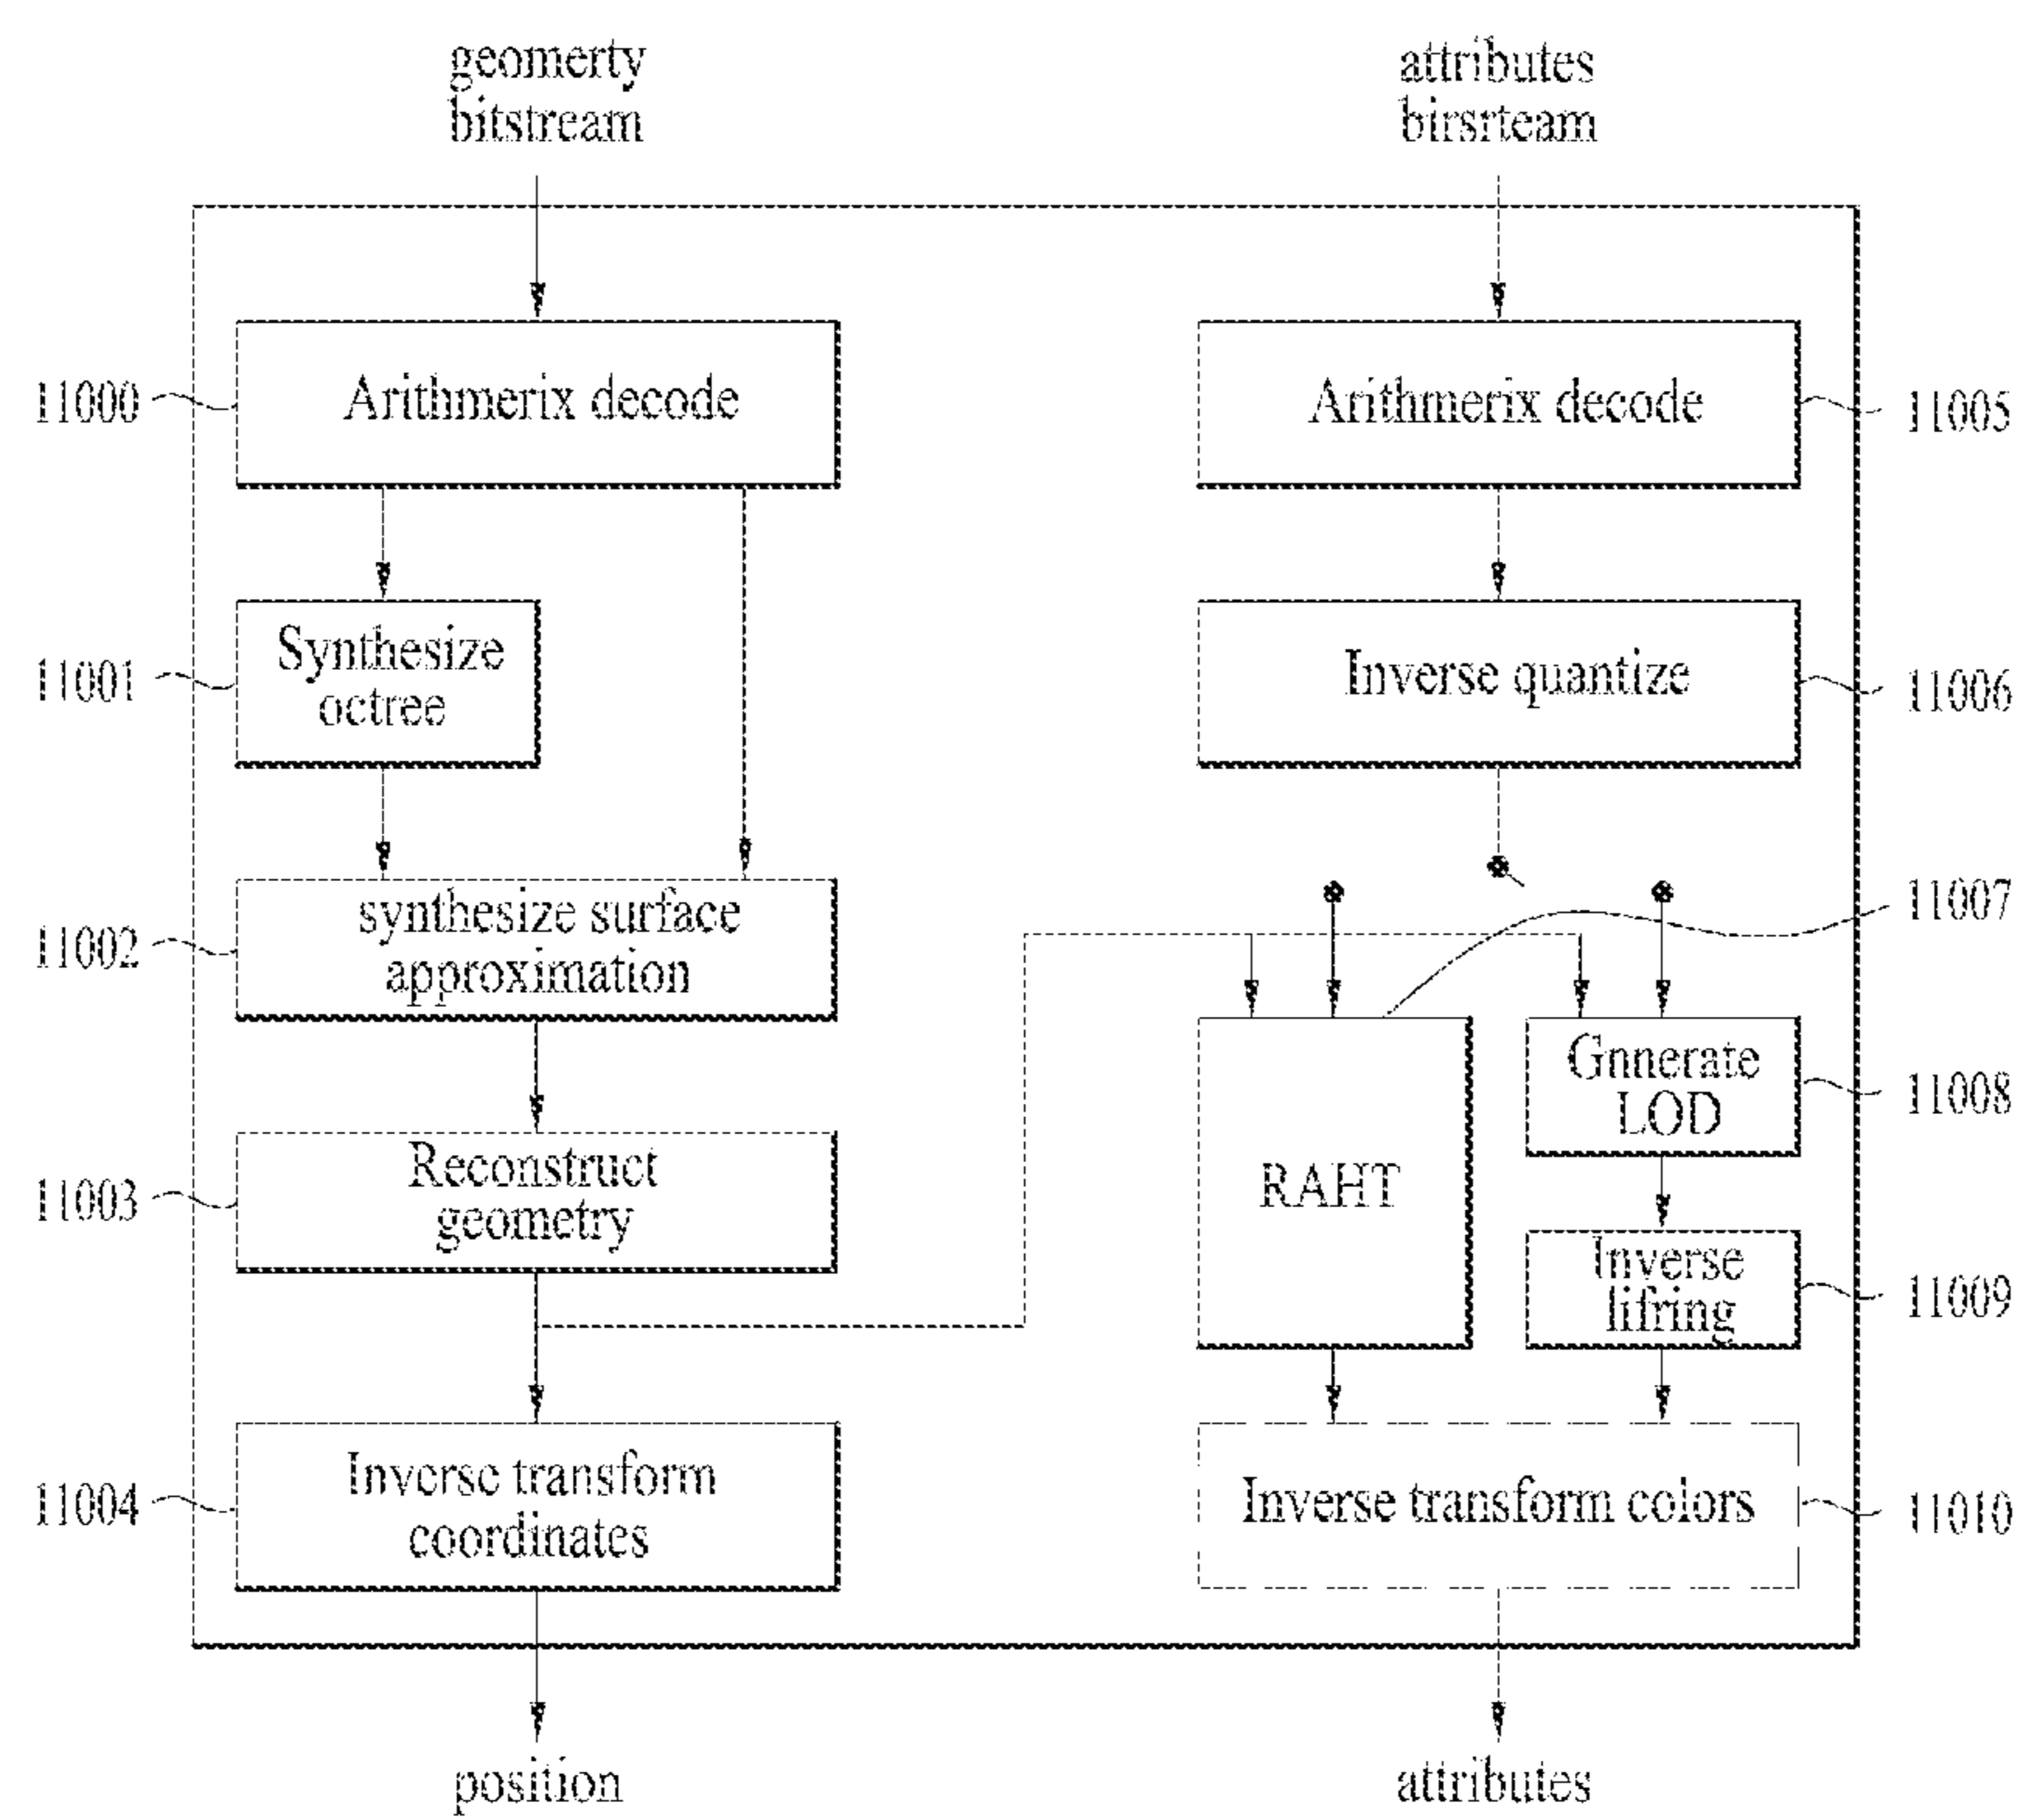 geomerty
bitstream
attributes
birsrteam
11000
Arithmerix decode
Arithmerix decode
11005
11001
Synthesize
octree
Inverse quantize
11006
11002
synthesize surface
approximation
11007
11003
Reconstruct
geometry
RAHT
Gnnerate
LOD
11008
Inverse
lifring
11009
11004
Inverse transform
coordinates
Inverse transform colors
11010
position
attributes